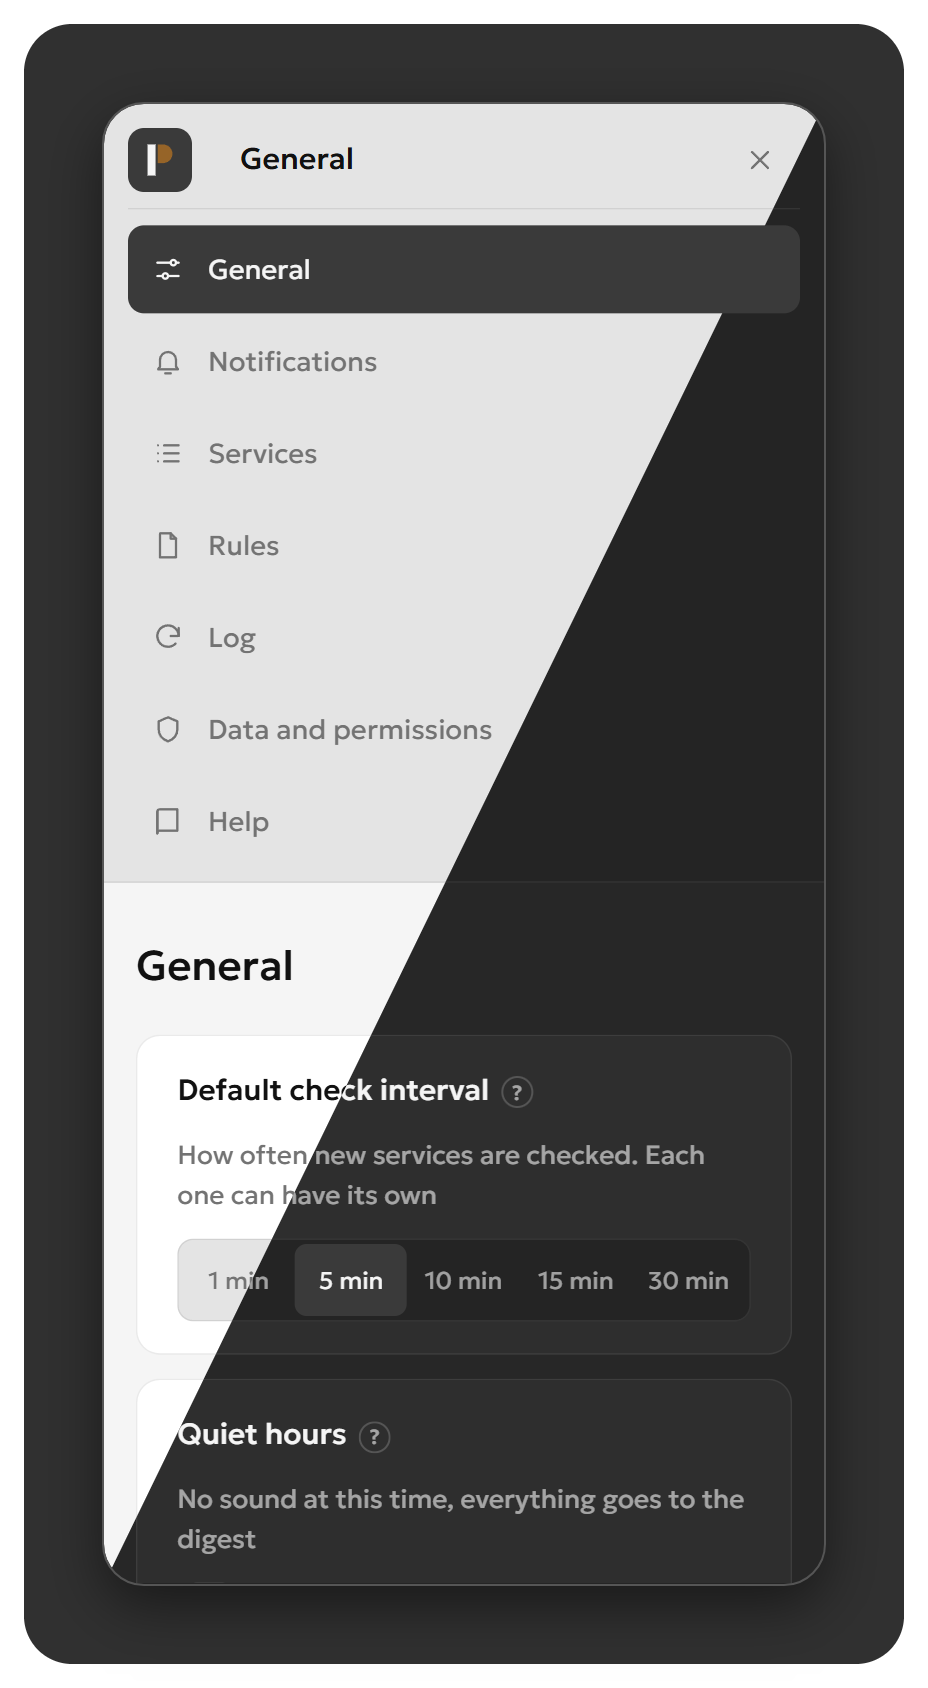 P
General
General
Notifications
Services
Rules
Log
Data and permissions
Help
General
Default check interval ?
How often new services are checked. Each
one can have its own
1 min 5 min 10 min 15 min 30 min
Quiet hours ?
No sound at this time, everything goes to the
digest